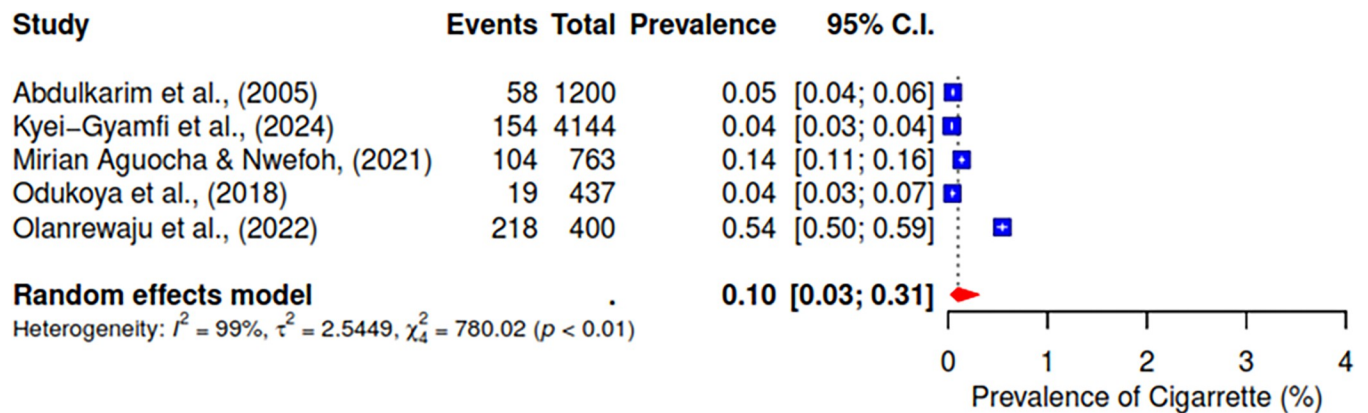 Study Events Total Prevalence 95% C.I.
Abdulkarim et al., (2005) 58 1200 0.05 [0.04; 0.06]
Kyei−Gyamfi et al., (2024) 154 4144 0.04 [0.03; 0.04]
Mirian Aguocha & Nwefoh, (2021) 104 763 0.14 [0.11; 0.16]
Odukoya et al., (2018) 19 437 0.04 [0.03; 0.07]
Olanrewaju et al., (2022) 218 400 0.54 [0.50; 0.59]
Random effects model . 0.10 [0.03; 0.31]
Heterogeneity: I² = 99%, τ² = 2.5449, χ²₄ = 780.02 (p < 0.01)
0 1 2 3 4
Prevalence of Cigarrette (%)